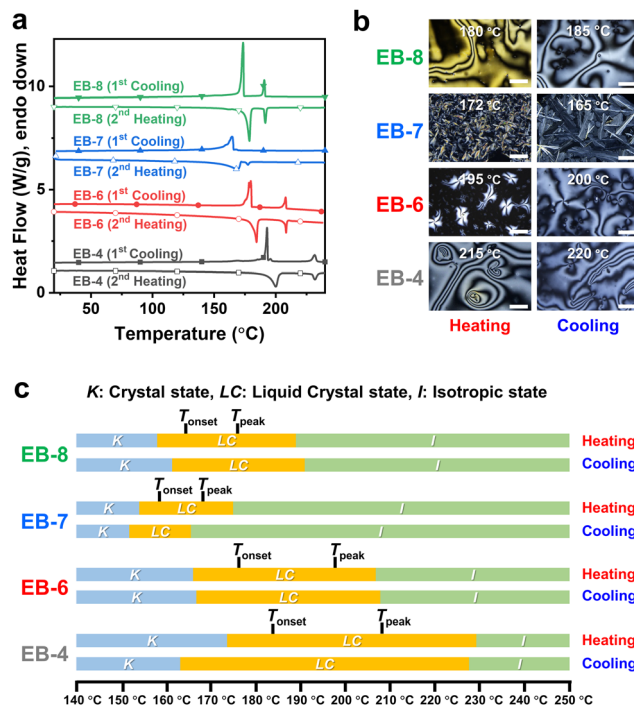 a
Heat Flow (W/g), endo down
10
5
0
EB-8 (1st Cooling)
EB-8 (2nd Heating)
EB-7 (1st Cooling)
EB-7 (2nd Heating)
EB-6 (1st Cooling)
EB-6 (2nd Heating)
EB-4 (1st Cooling)
EB-4 (2nd Heating)
50 100 150 200
Temperature (°C)
b
EB-8 180 °C 185 °C
EB-7 172 °C 165 °C
EB-6 195 °C 200 °C
EB-4 215 °C 220 °C
Heating Cooling
c
K: Crystal state, LC: Liquid Crystal state, I: Isotropic state
Tonset Tpeak
EB-8
K LC I Heating
K LC I Cooling
Tonset Tpeak
EB-7
K LC I Heating
K LC I Cooling
Tonset Tpeak
EB-6
K LC I Heating
K LC I Cooling
Tonset Tpeak
EB-4
K LC I Heating
K LC I Cooling
140 °C 150 °C 160 °C 170 °C 180 °C 190 °C 200 °C 210 °C 220 °C 230 °C 240 °C 250 °C